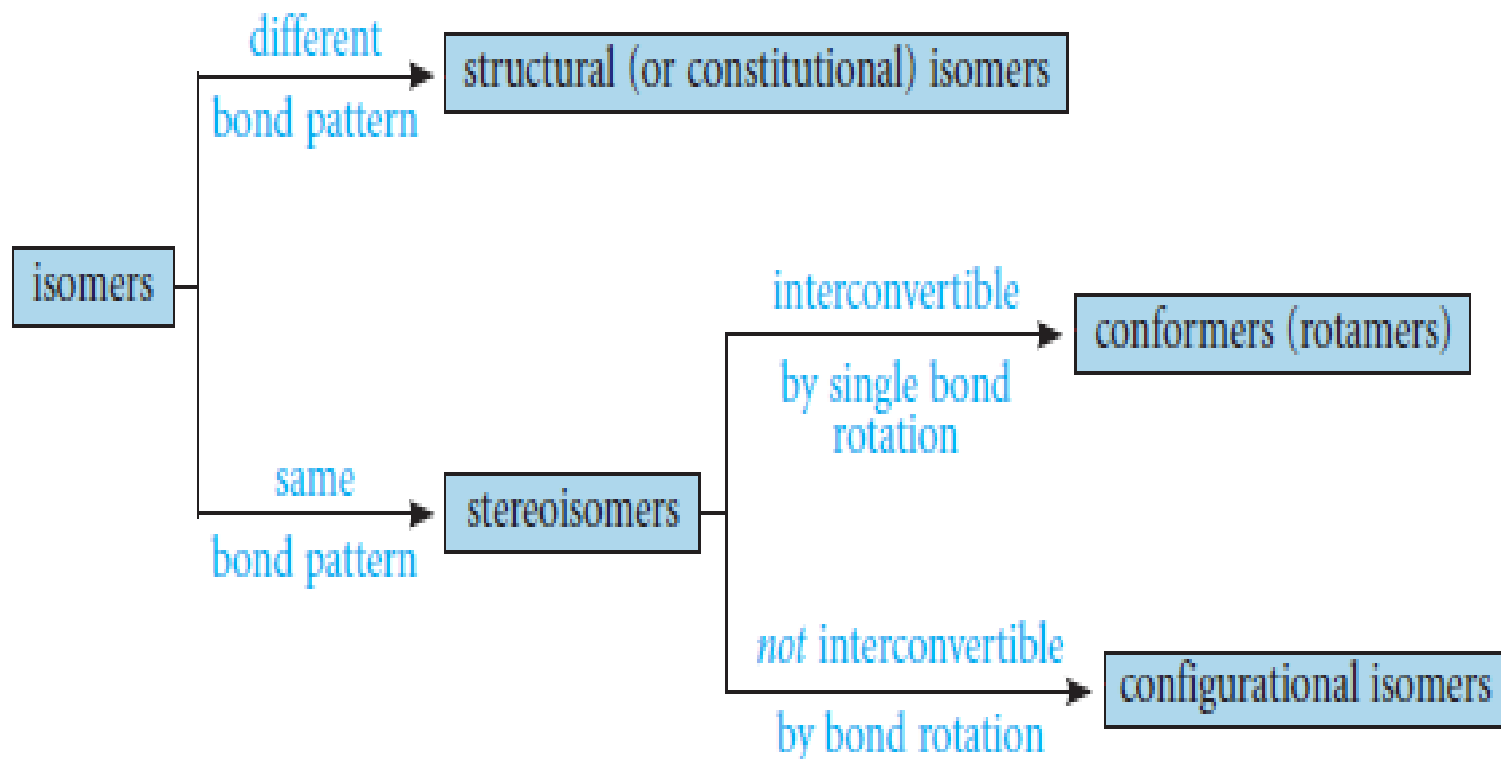 different
structural (or constitutional) isomers
bond pattern
isomers
interconvertible
conformers (rotamers)
by single bond
rotation
same
stereoisomers
bond pattern
not interconvertible
configurational isomers
by bond rotation